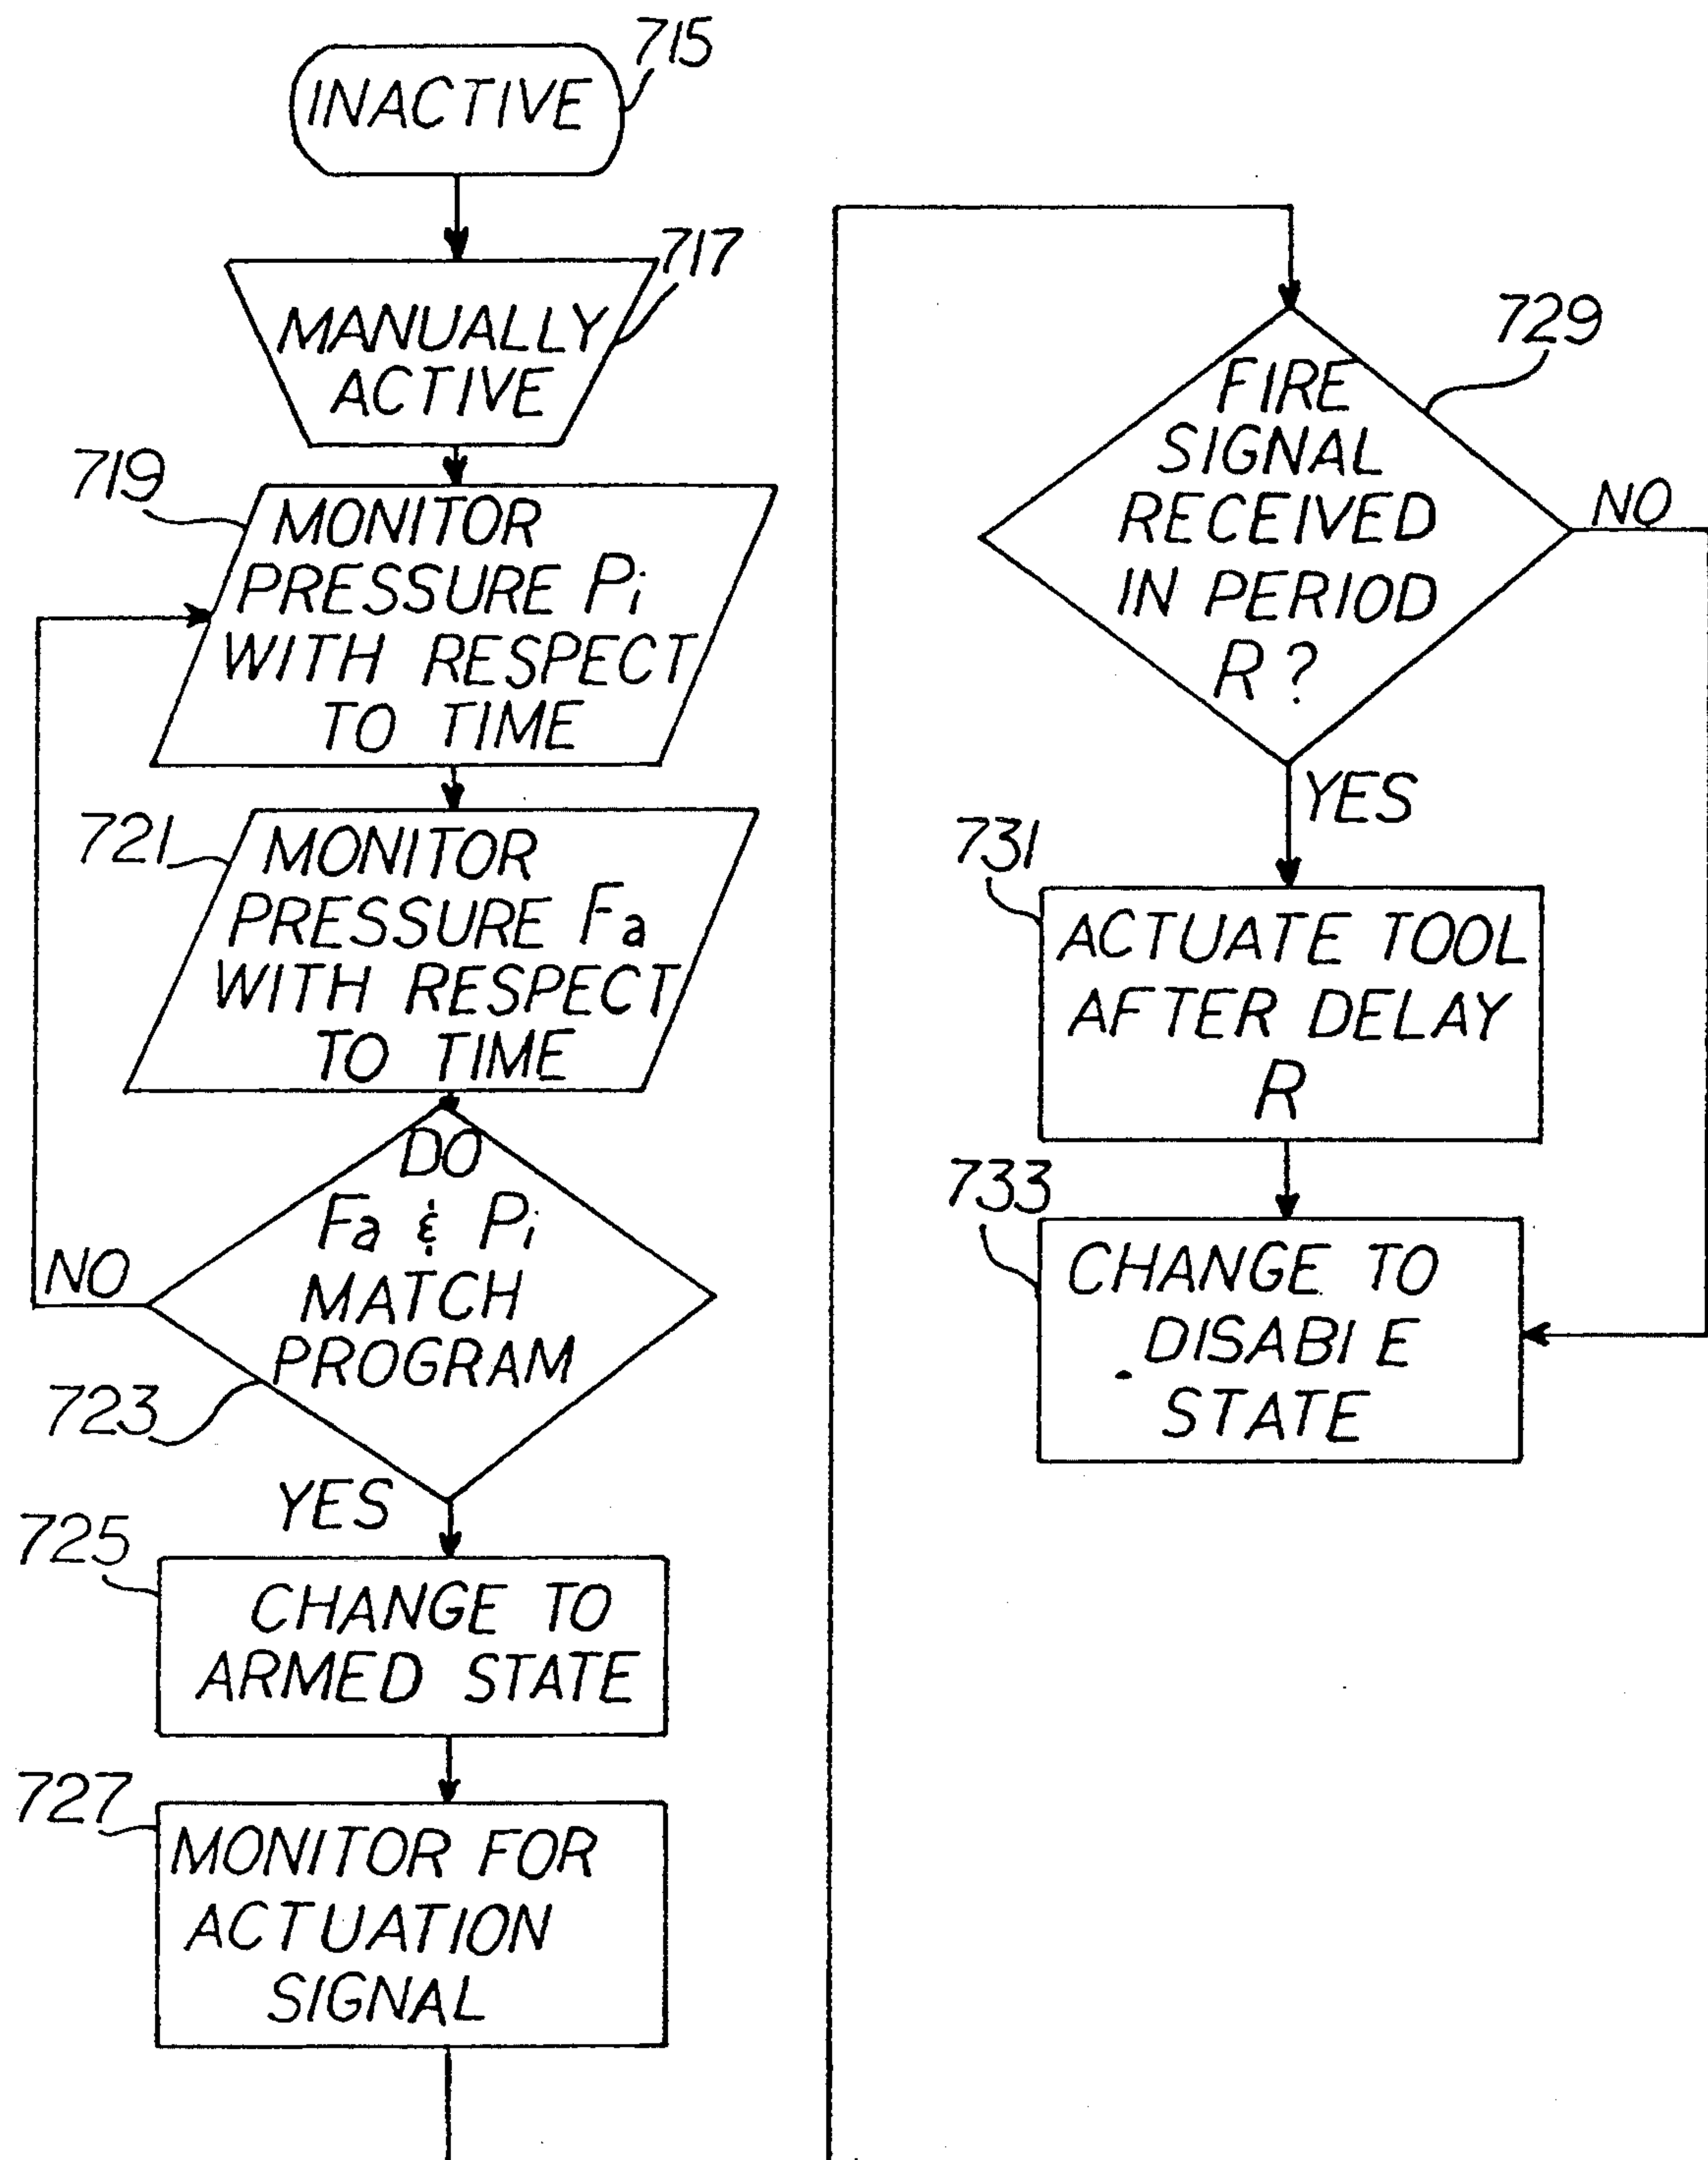 715
INACTIVE
717
MANUALLY
ACTIVE
719
MONITOR
PRESSURE Pi
WITH RESPECT
TO TIME
721
MONITOR
PRESSURE Fa
WITH RESPECT
TO TIME
DO
Fa & Pi
MATCH
PROGRAM
NO
723
YES
725
CHANGE TO
ARMED STATE
727
MONITOR FOR
ACTUATION
SIGNAL
729
FIRE
SIGNAL
RECEIVED
IN PERIOD
R?
NO
YES
731
ACTUATE TOOL
AFTER DELAY
R
733
CHANGE TO
DISABLE
STATE